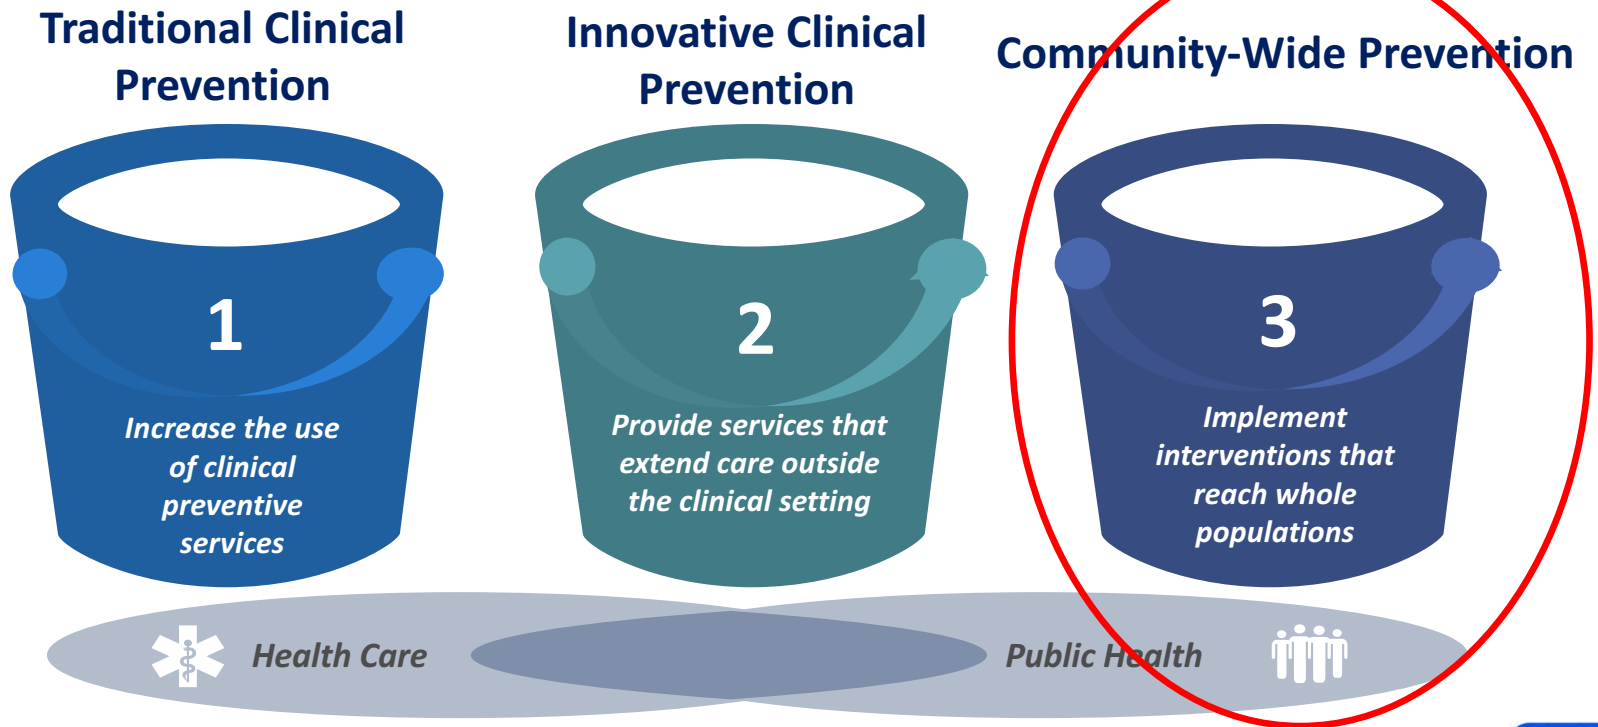 Traditional Clinical
Prevention
Innovative Clinical
Prevention
Community-Wide Prevention
1
Increase the use
of clinical
preventive
services
2
Provide services that
extend care outside
the clinical setting
3
Implement
interventions that
reach whole
populations
Health Care
Public Health